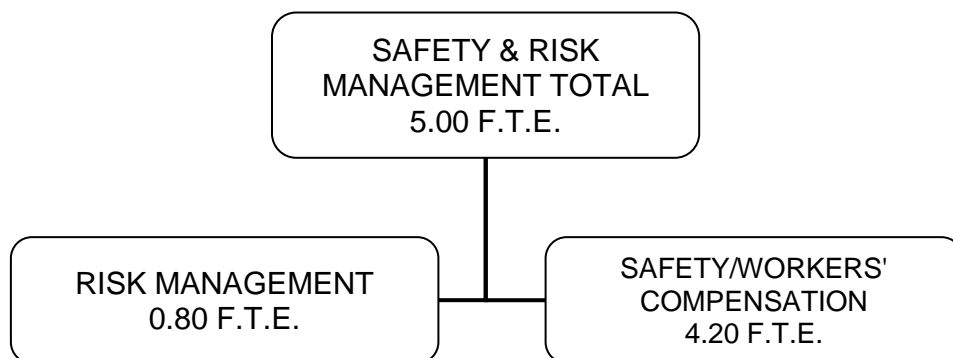 SAFETY & RISK
MANAGEMENT TOTAL
5.00 F.T.E.
RISK MANAGEMENT
0.80 F.T.E.
SAFETY/WORKERS'
COMPENSATION
4.20 F.T.E.